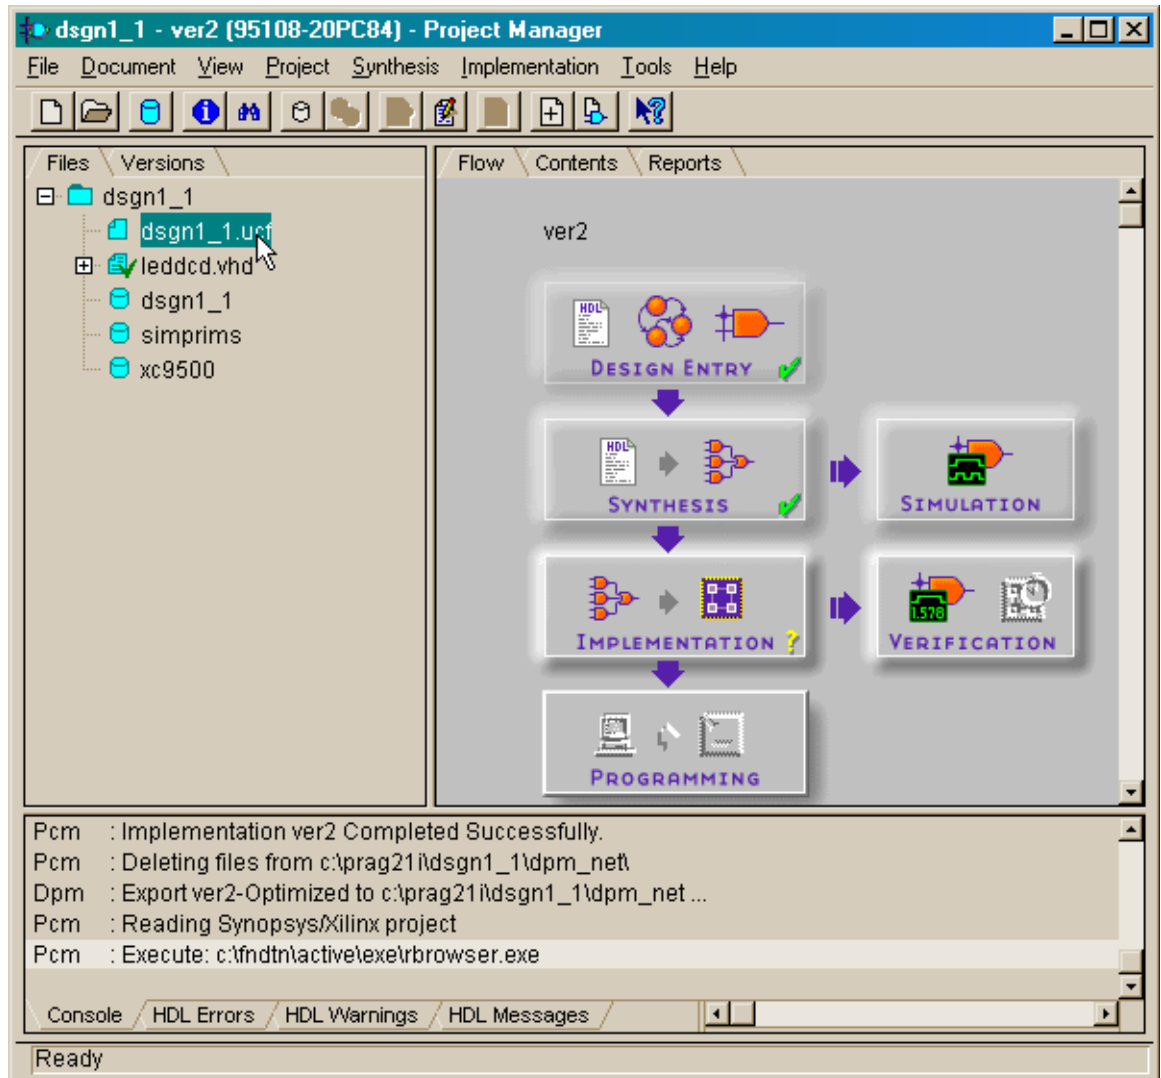 dsgn1_1 - ver2 (95108-20PC84) - Project Manager
File Document View Project Synthesis Implementation Tools Help
Files Versions
dsgn1_1
dsgn1_1.ucf
leddcd.vhd
dsgn1_1
simprims
xc9500
Flow Contents Reports
ver2
HDL
DESIGN ENTRY
HDL
SYNTHESIS
SIMULATION
IMPLEMENTATION ?
1.578
VERIFICATION
PROGRAMMING
Pcm : Implementation ver2 Completed Successfully.
Pcm : Deleting files from c:\prag21i\dsgn1_1\dpm_net\
Dpm : Export ver2-Optimized to c:\prag21i\dsgn1_1\dpm_net ...
Pcm : Reading Synopsys/Xilinx project
Pcm : Execute: c:\fndtn\active\exe\rbrowser.exe
Console HDL Errors HDL Warnings HDL Messages
Ready